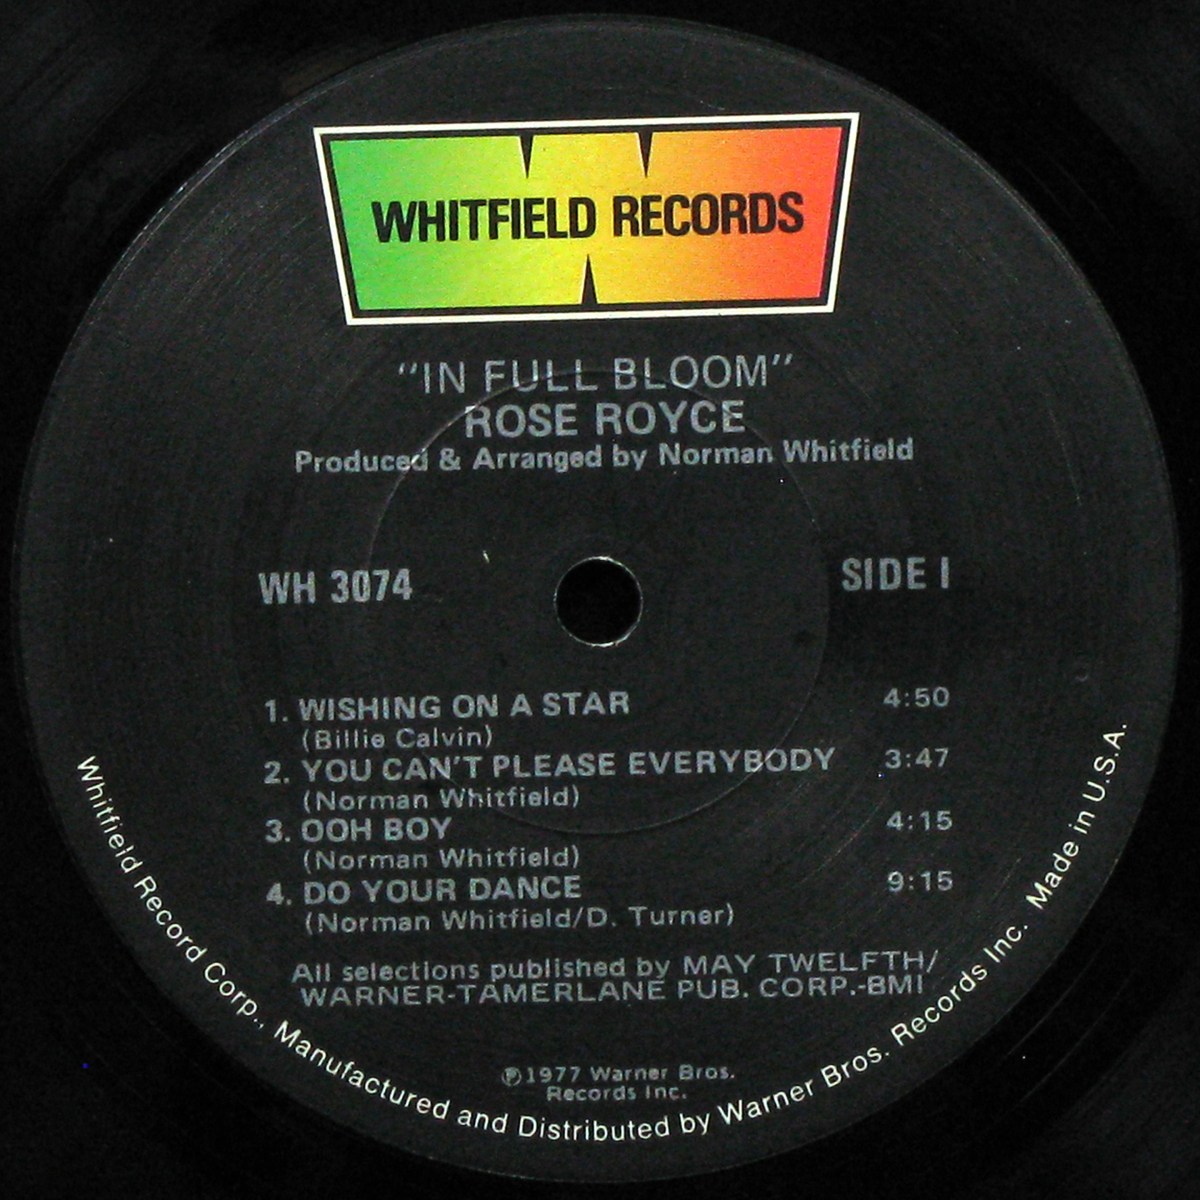 WHITFIELD RECORDS
"IN FULL BLOOM"
ROSE ROYCE
Produced & Arranged by Norman Whitfield
WH 3074
SIDE I
1. WISHING ON A STAR 4:50
(Billie Calvin)
2. YOU CAN'T PLEASE EVERYBODY 3:47
(Norman Whitfield)
3. OOH BOY 4:15
(Norman Whitfield)
4. DO YOUR DANCE 9:15
(Norman Whitfield/D. Turner)
All selections published by MAY TWELFTH/
WARNER-TAMERLANE PUB. CORP.-BMI
℗1977 Warner Bros.
Records Inc.
Whitfield Record Corp., Manufactured and Distributed by Warner Bros. Records Inc. Made in U.S.A.